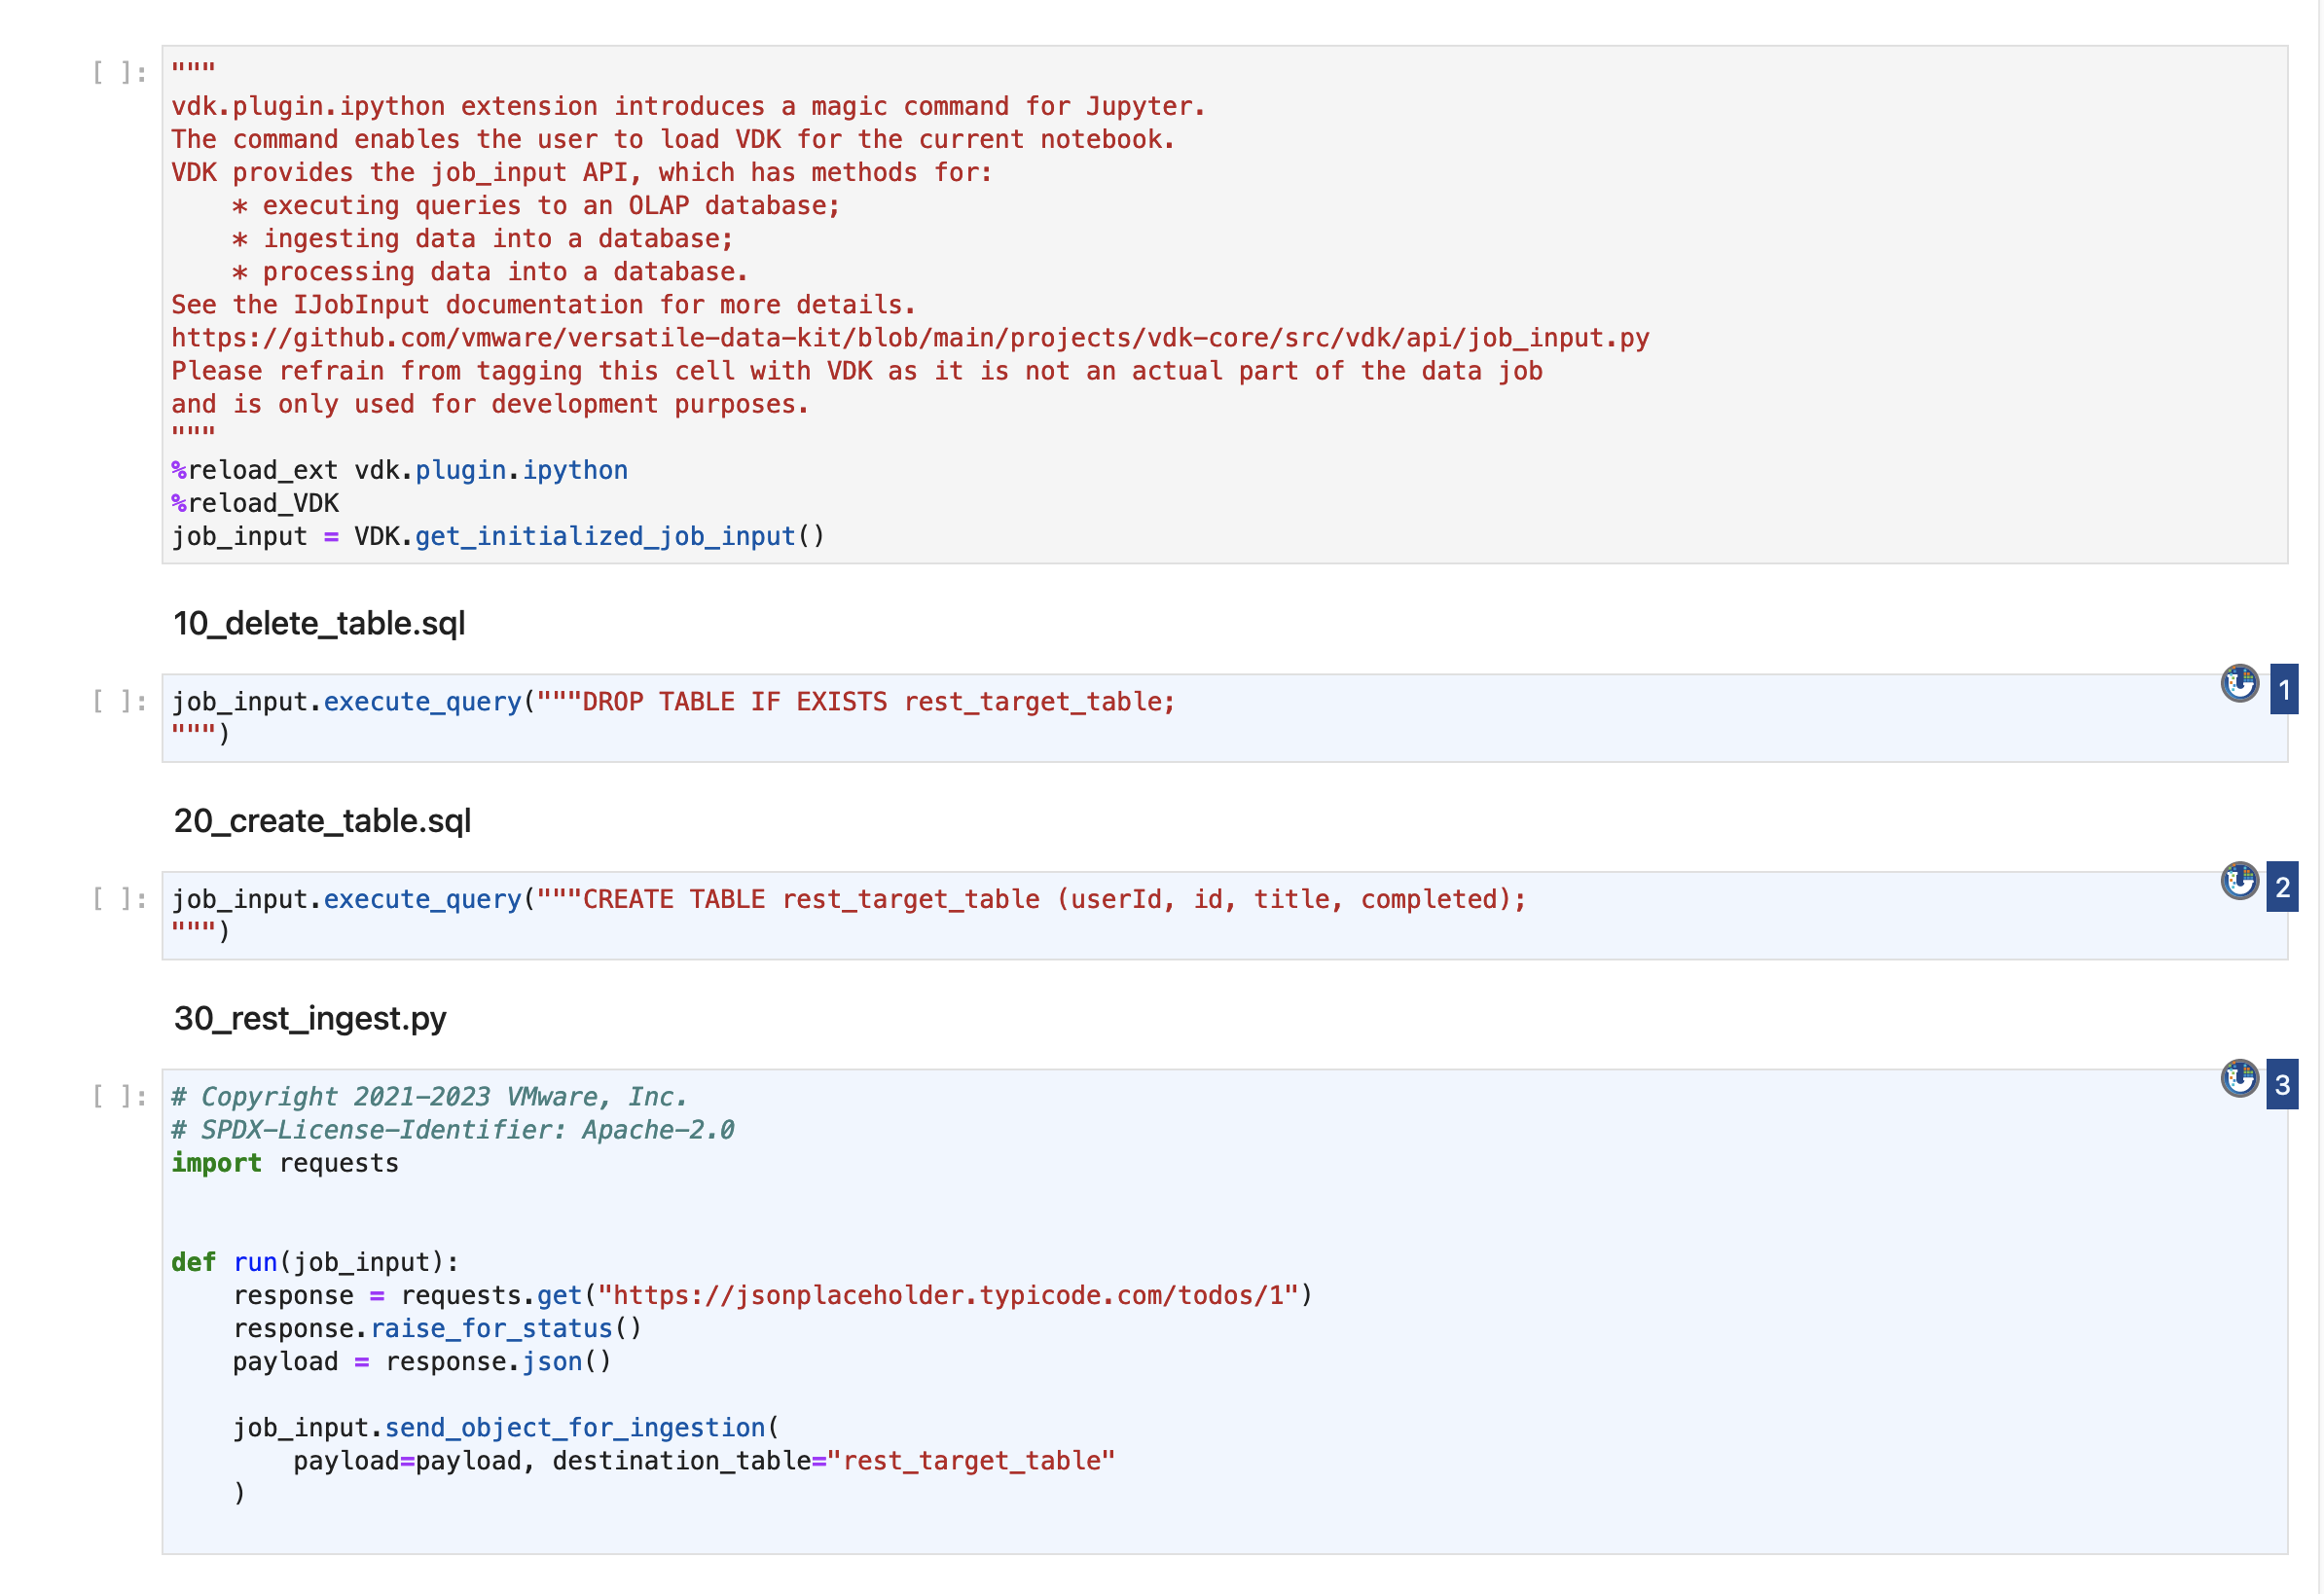 [ ]:
"""
vdk.plugin.ipython extension introduces a magic command for Jupyter.
The command enables the user to load VDK for the current notebook.
VDK provides the job_input API, which has methods for:
    * executing queries to an OLAP database;
    * ingesting data into a database;
    * processing data into a database.
See the IJobInput documentation for more details.
https://github.com/vmware/versatile-data-kit/blob/main/projects/vdk-core/src/vdk/api/job_input.py
Please refrain from tagging this cell with VDK as it is not an actual part of the data job
and is only used for development purposes.
"""
%reload_ext vdk.plugin.ipython
%reload_VDK
job_input = VDK.get_initialized_job_input()
10_delete_table.sql
[ ]:
1
job_input.execute_query("""DROP TABLE IF EXISTS rest_target_table;
""")
20_create_table.sql
[ ]:
2
job_input.execute_query("""CREATE TABLE rest_target_table (userId, id, title, completed);
""")
30_rest_ingest.py
[ ]:
3
# Copyright 2021-2023 VMware, Inc.
# SPDX-License-Identifier: Apache-2.0
import requests
def run(job_input):
    response = requests.get("https://jsonplaceholder.typicode.com/todos/1")
    response.raise_for_status()
    payload = response.json()
    job_input.send_object_for_ingestion(
        payload=payload, destination_table="rest_target_table"
    )